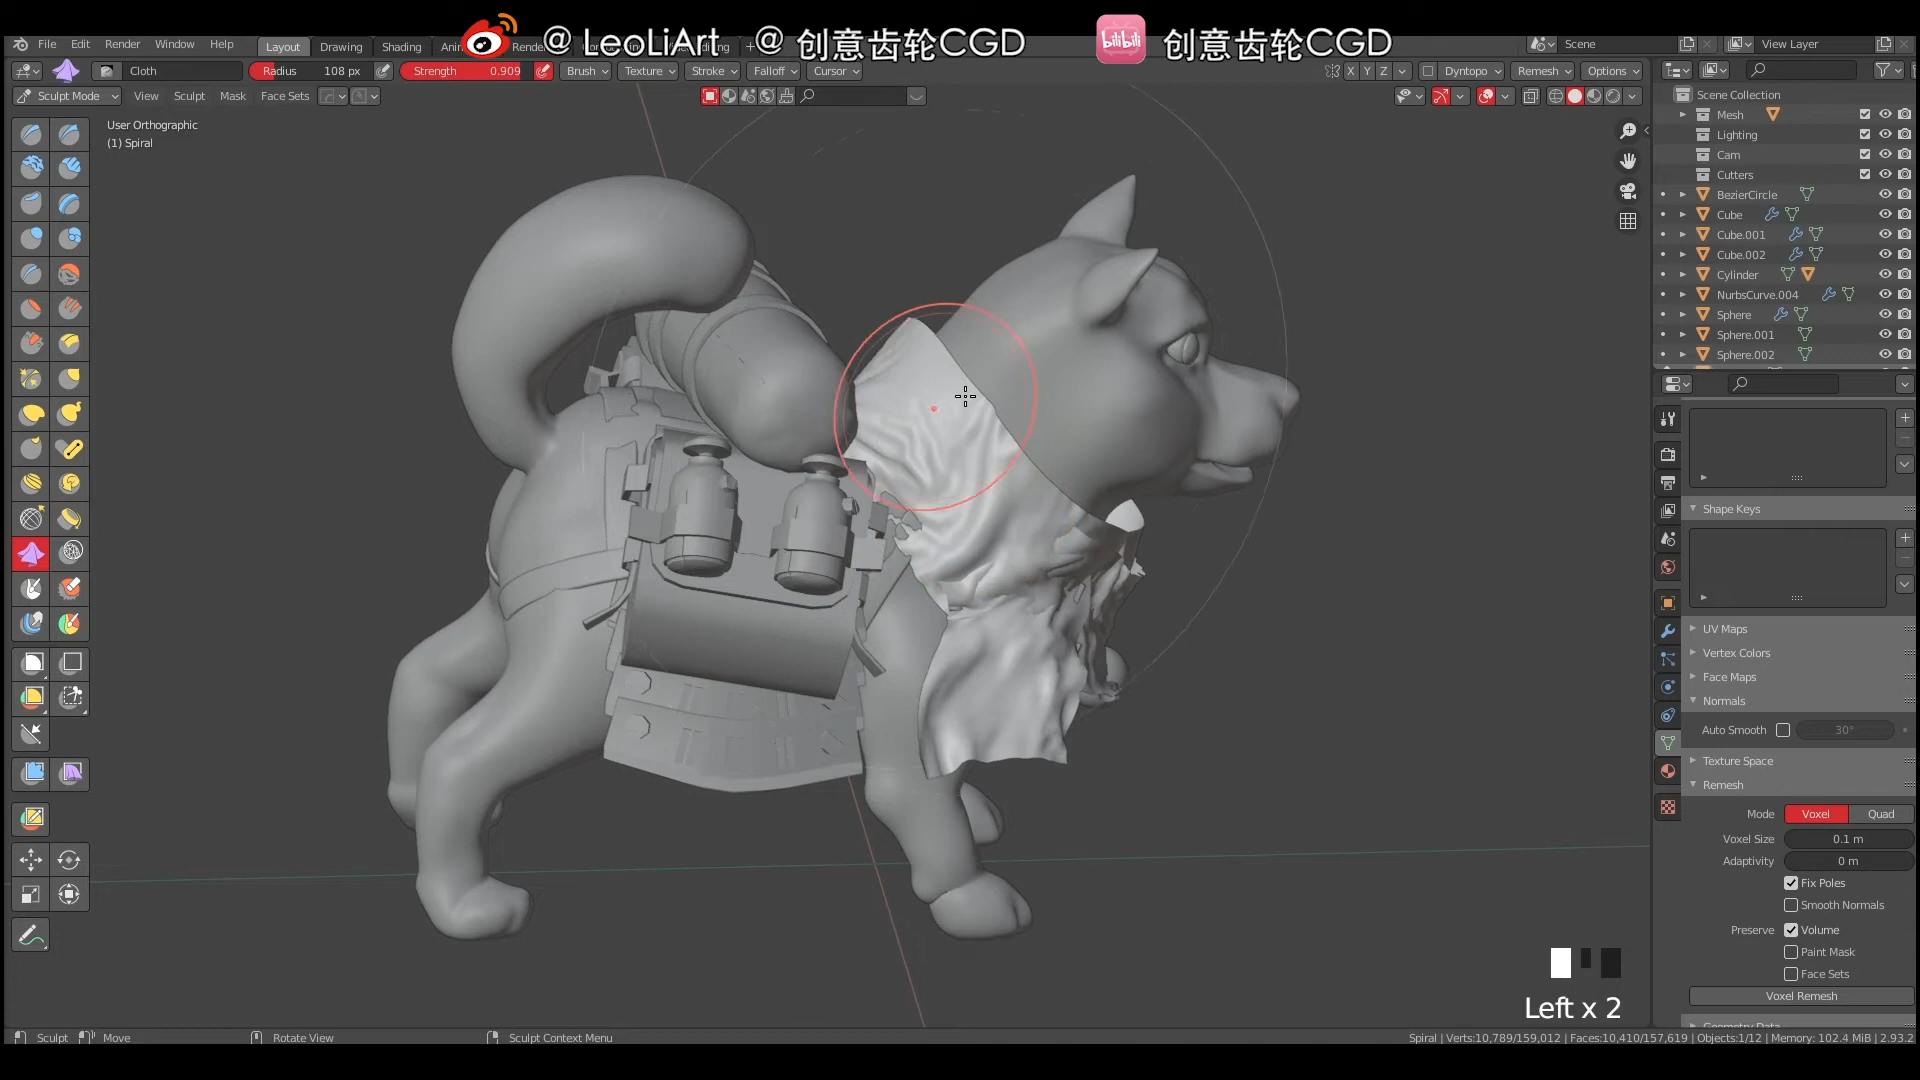 @ LeoLiArt @ 创意齿轮CGD bilibili 创意齿轮CGD
File Edit Render Window Help Layout Drawing Shading Scene View Layer
Cloth Radius 108 px Strength 0.909 Brush Texture Stroke Falloff Cursor X Y Z Dyntopo Remesh Options
Sculpt Mode View Sculpt Mask Face Sets
User Orthographic
(1) Spiral
Scene Collection
Mesh
Lighting
Cam
Cutters
BezierCircle
Cube
Cube.001
Cube.002
Cylinder
NurbsCurve.004
Sphere
Sphere.001
Sphere.002
Shape Keys
UV Maps
Vertex Colors
Face Maps
Normals
Auto Smooth 30°
Texture Space
Remesh
Mode Voxel Quad
Voxel Size 0.1 m
Adaptivity 0 m
Fix Poles
Smooth Normals
Preserve Volume
Paint Mask
Face Sets
Voxel Remesh
Left x 2
Sculpt Move Rotate View Sculpt Context Menu Spiral | Verts:10,789/159,012 | Faces:10,410/157,619 | Objects:1/12 | Memory: 102.4 MiB | 2.93.2